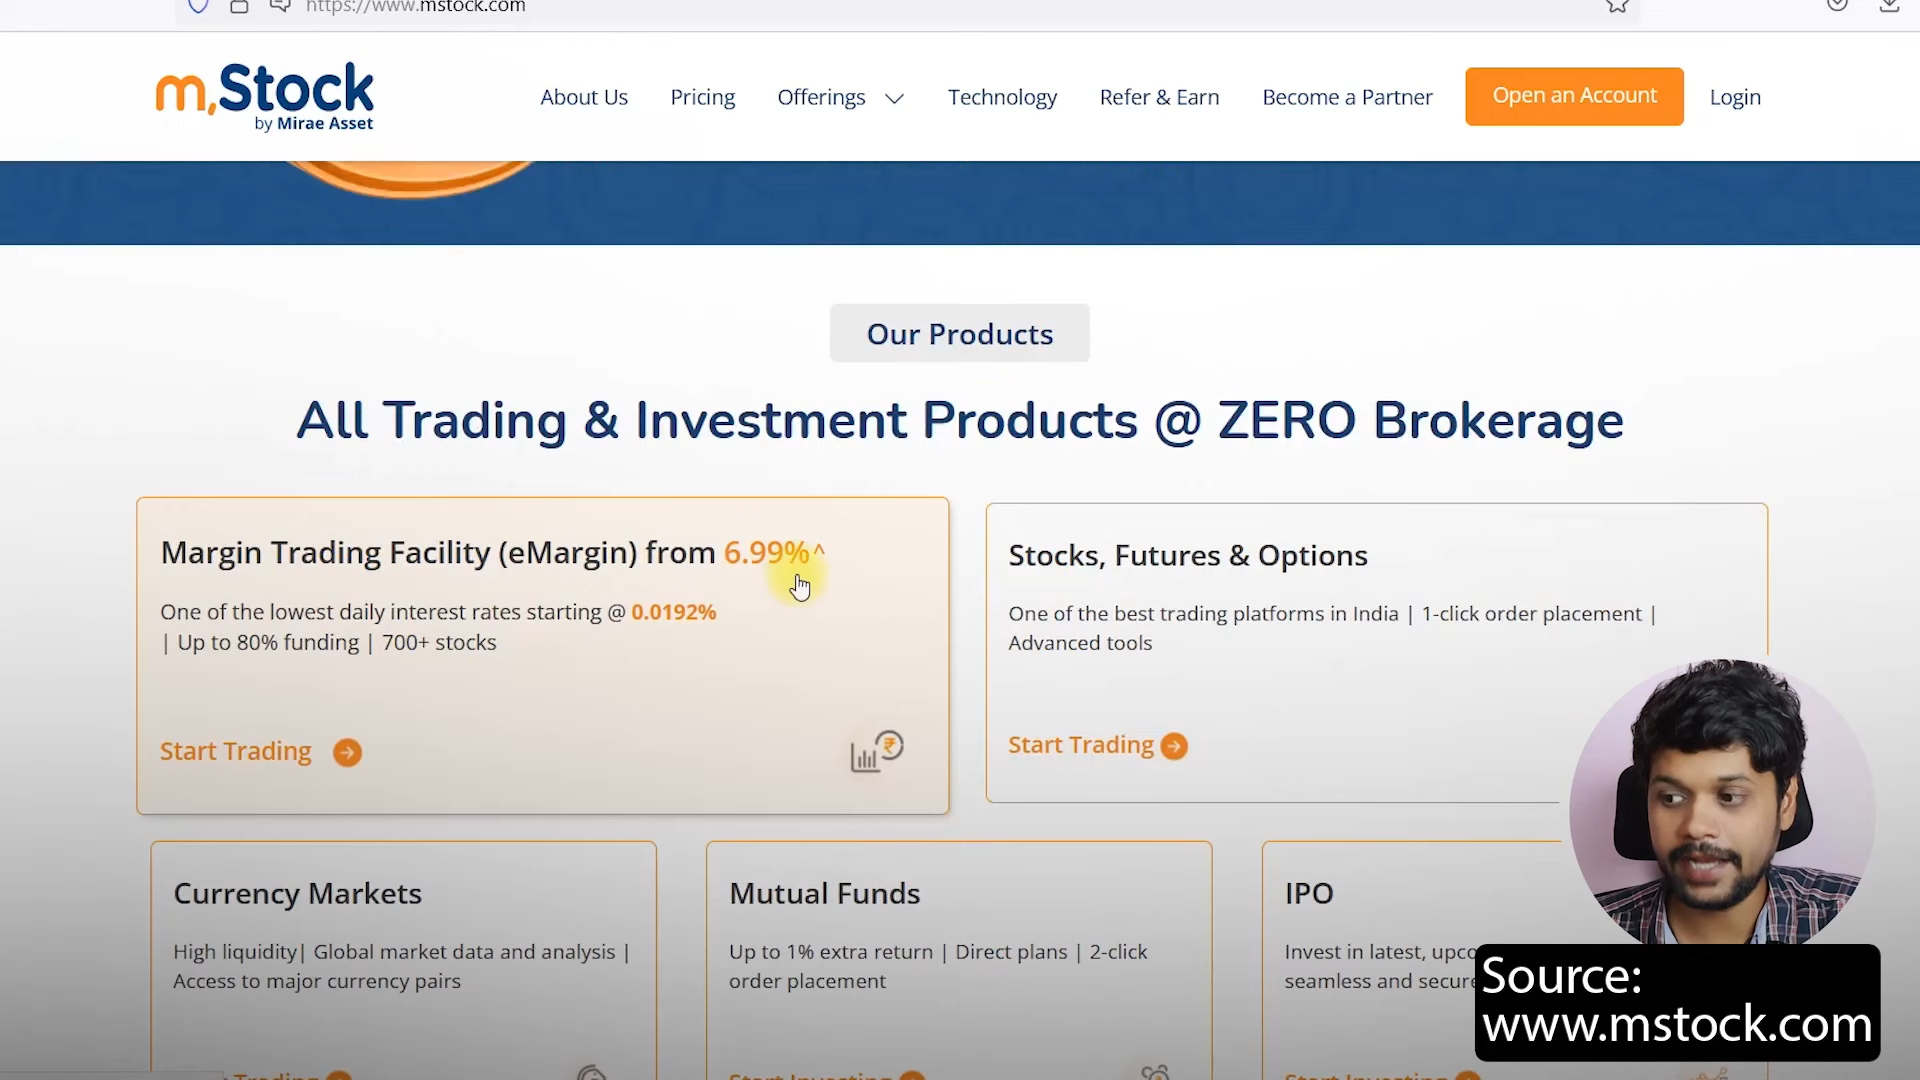 https://www.mstock.com
m.Stock
by Mirae Asset
About Us
Pricing
Offerings
Technology
Refer & Earn
Become a Partner
Open an Account
Login
Our Products
All Trading & Investment Products @ ZERO Brokerage
Margin Trading Facility (eMargin) from 6.99%^
One of the lowest daily interest rates starting @ 0.0192%
| Up to 80% funding | 700+ stocks
Start Trading
Stocks, Futures & Options
One of the best trading platforms in India | 1-click order placement |
Advanced tools
Start Trading
Currency Markets
High liquidity| Global market data and analysis |
Access to major currency pairs
Trading
Mutual Funds
Up to 1% extra return | Direct plans | 2-click
order placement
Start Investing
IPO
Invest in latest,
seamless and secure
Start Investing
Source:
www.mstock.com